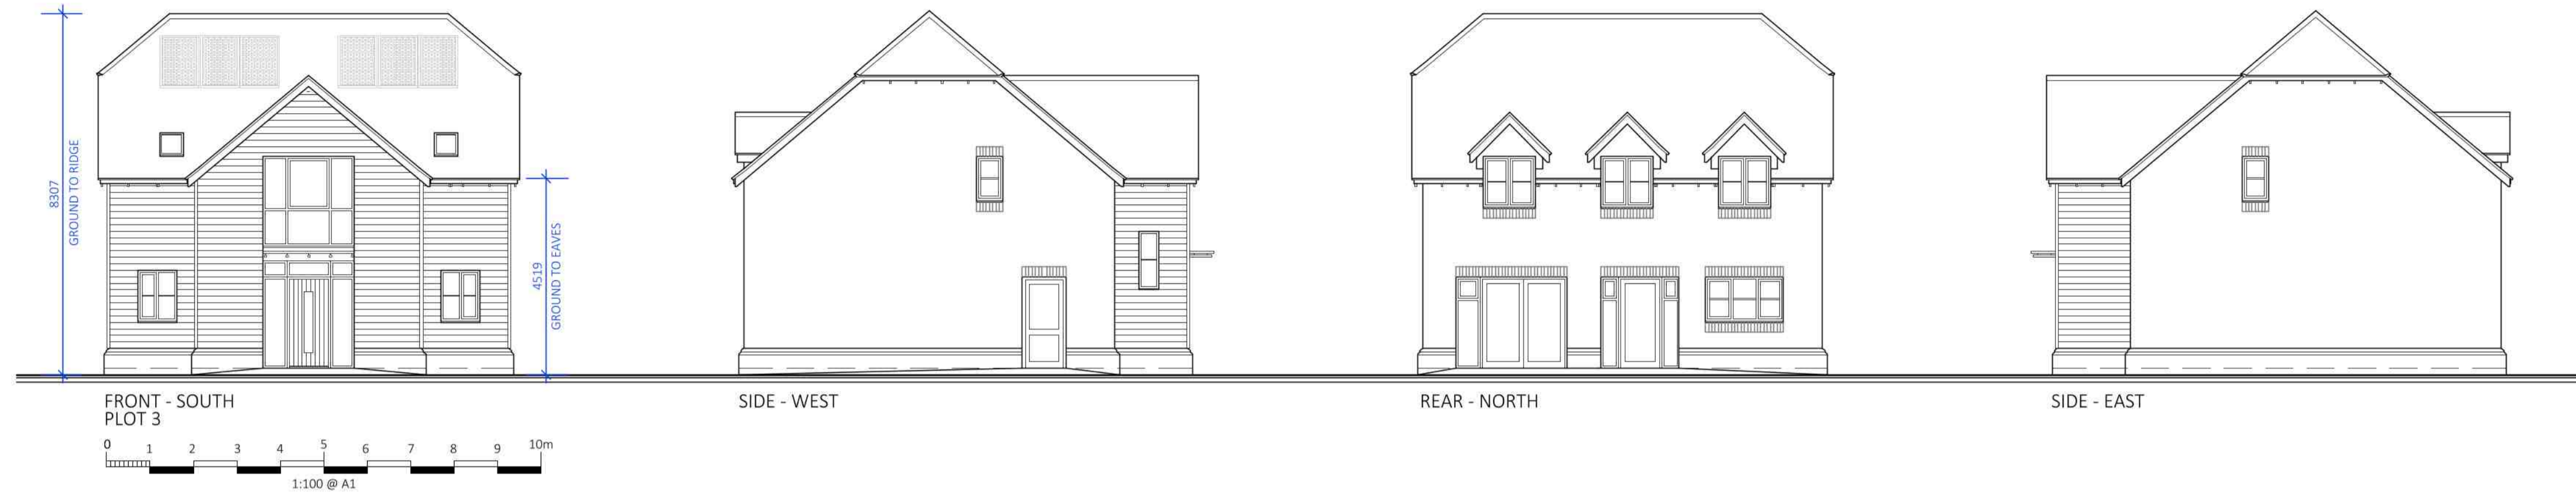 8307
GROUND TO RIDGE
4519
GROUND TO EAVES
FRONT - SOUTH
PLOT 3
SIDE - WEST
REAR - NORTH
SIDE - EAST
0 1 2 3 4 5 6 7 8 9 10m
1:100 @ A1